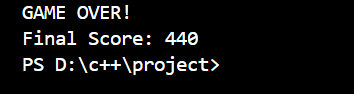 GAME OVER!
Final Score: 440
PS D:\c++\project>